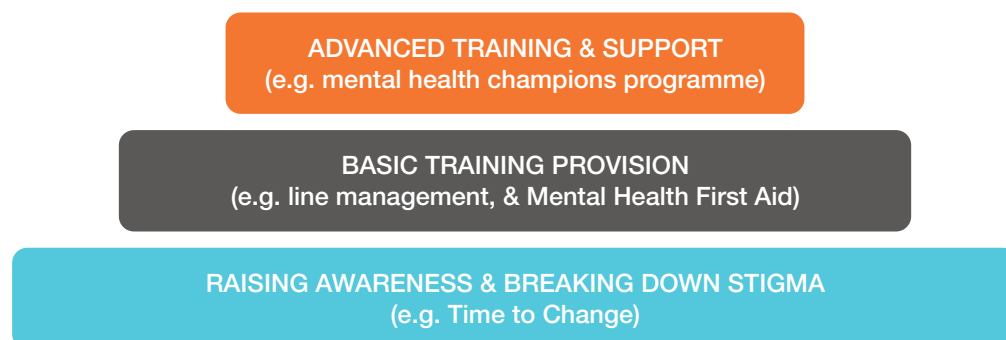 ADVANCED TRAINING & SUPPORT
(e.g. mental health champions programme)
BASIC TRAINING PROVISION
(e.g. line management, & Mental Health First Aid)
RAISING AWARENESS & BREAKING DOWN STIGMA
(e.g. Time to Change)